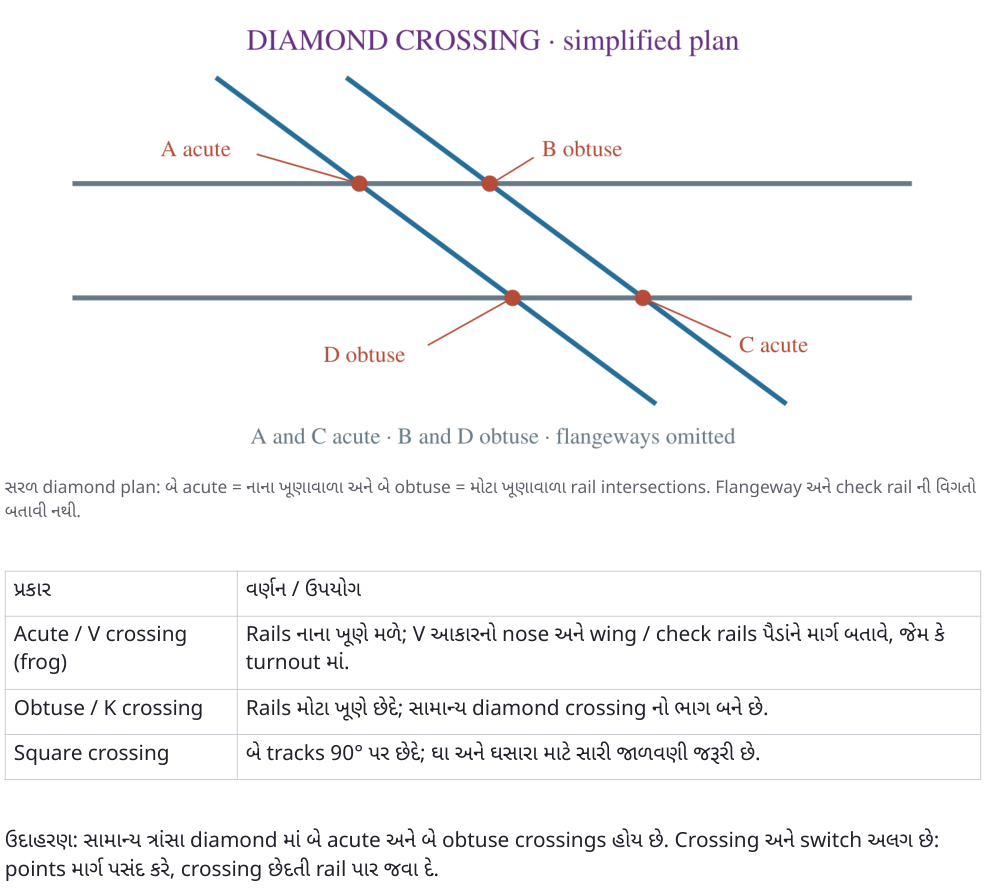 DIAMOND CROSSING · simplified plan
A acute
B obtuse
D obtuse
C acute
A and C acute · B and D obtuse · flangeways omitted
સરળ diamond plan: બે acute = નાના ખૂણાવાળા અને બે obtuse = મોટા ખૂણાવાળા rail intersections. Flangeway અને check rail ની વિગતો
બતાવી નથી.
પ્રકાર
વર્ણન / ઉપયોગ
Acute / V crossing
(frog)
Rails નાના ખૂણે મળે; V આકારનો nose અને wing / check rails પૈડાંને માર્ગ બતાવે, જેમ કે
turnout માં.
Obtuse / K crossing
Rails મોટા ખૂણે છેદે; સામાન્ય diamond crossing નો ભાગ બને છે.
Square crossing
બે tracks 90° પર છેદે; ઘા અને ઘસારા માટે સારી જાળવણી જરૂરી છે.
ઉદાહરણ: સામાન્ય ત્રાંસા diamond માં બે acute અને બે obtuse crossings હોય છે. Crossing અને switch અલગ છે:
points માર્ગ પસંદ કરે, crossing છેદતી rail પાર જવા દે.